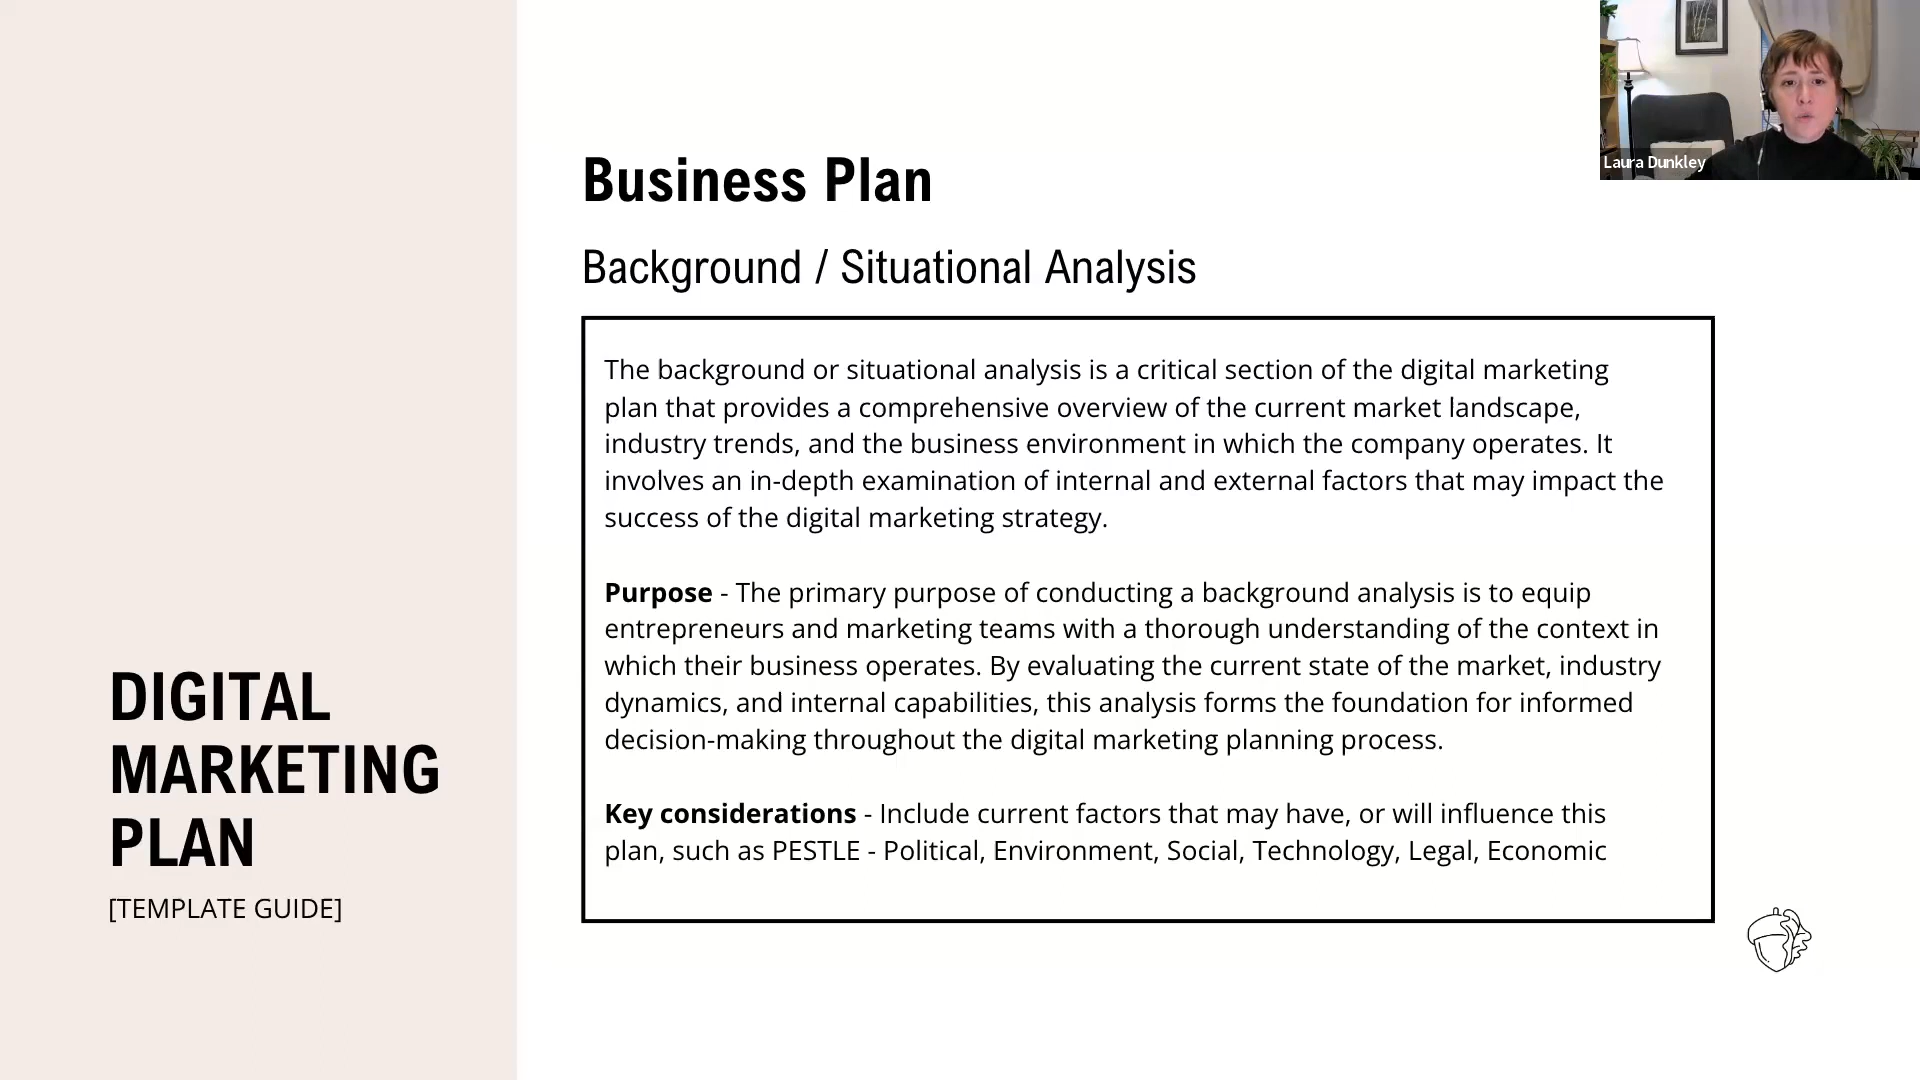 Laura Dunkley
Business Plan
Background / Situational Analysis
The background or situational analysis is a critical section of the digital marketing
plan that provides a comprehensive overview of the current market landscape,
industry trends, and the business environment in which the company operates. It
involves an in-depth examination of internal and external factors that may impact the
success of the digital marketing strategy.
Purpose - The primary purpose of conducting a background analysis is to equip
entrepreneurs and marketing teams with a thorough understanding of the context in
which their business operates. By evaluating the current state of the market, industry
dynamics, and internal capabilities, this analysis forms the foundation for informed
decision-making throughout the digital marketing planning process.
Key considerations - Include current factors that may have, or will influence this
plan, such as PESTLE - Political, Environment, Social, Technology, Legal, Economic
DIGITAL
MARKETING
PLAN
[TEMPLATE GUIDE]